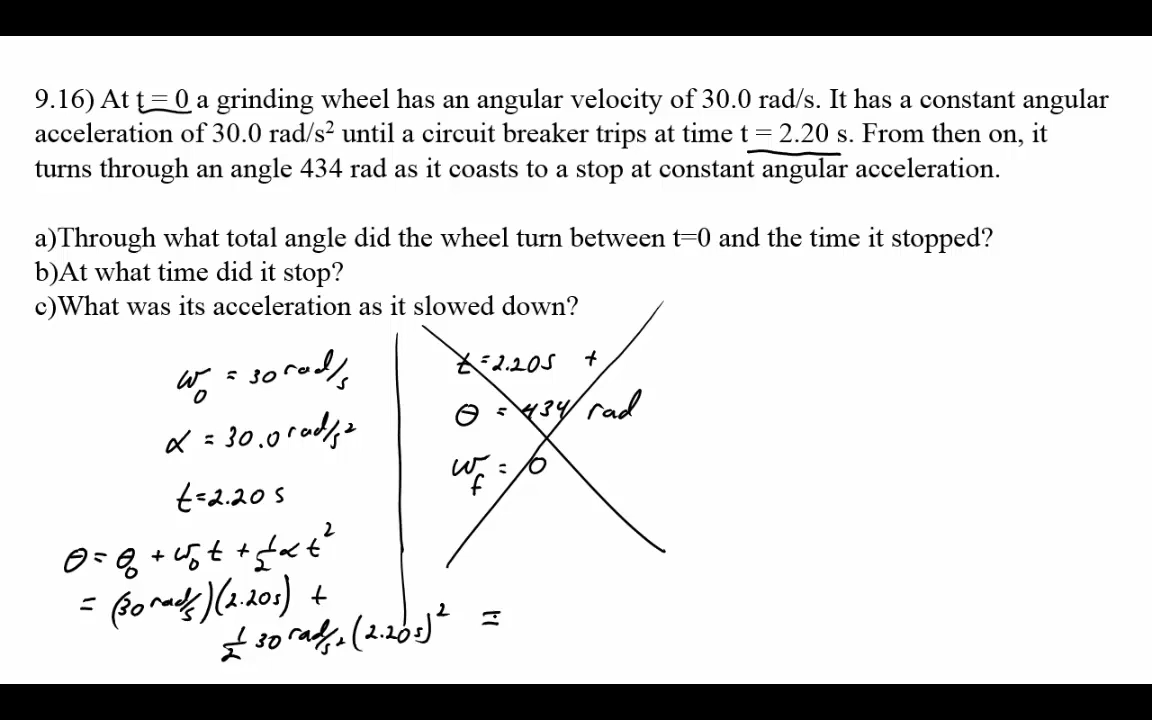 9.16) At t = 0 a grinding wheel has an angular velocity of 30.0 rad/s. It has a constant angular
acceleration of 30.0 rad/s² until a circuit breaker trips at time t = 2.20 s. From then on, it
turns through an angle 434 rad as it coasts to a stop at constant angular acceleration.
a)Through what total angle did the wheel turn between t=0 and the time it stopped?
b)At what time did it stop?
c)What was its acceleration as it slowed down?
ω₀ = 30 rad/s
α = 30.0 rad/s²
t=2.20 s
θ = θ₀ + ω₀t + ½αt²
= (30 rad/s)(2.20s) +
½ 30 rad/s² (2.20s)² =
t=2.20s +
θ = 434 rad
ω_f = 0